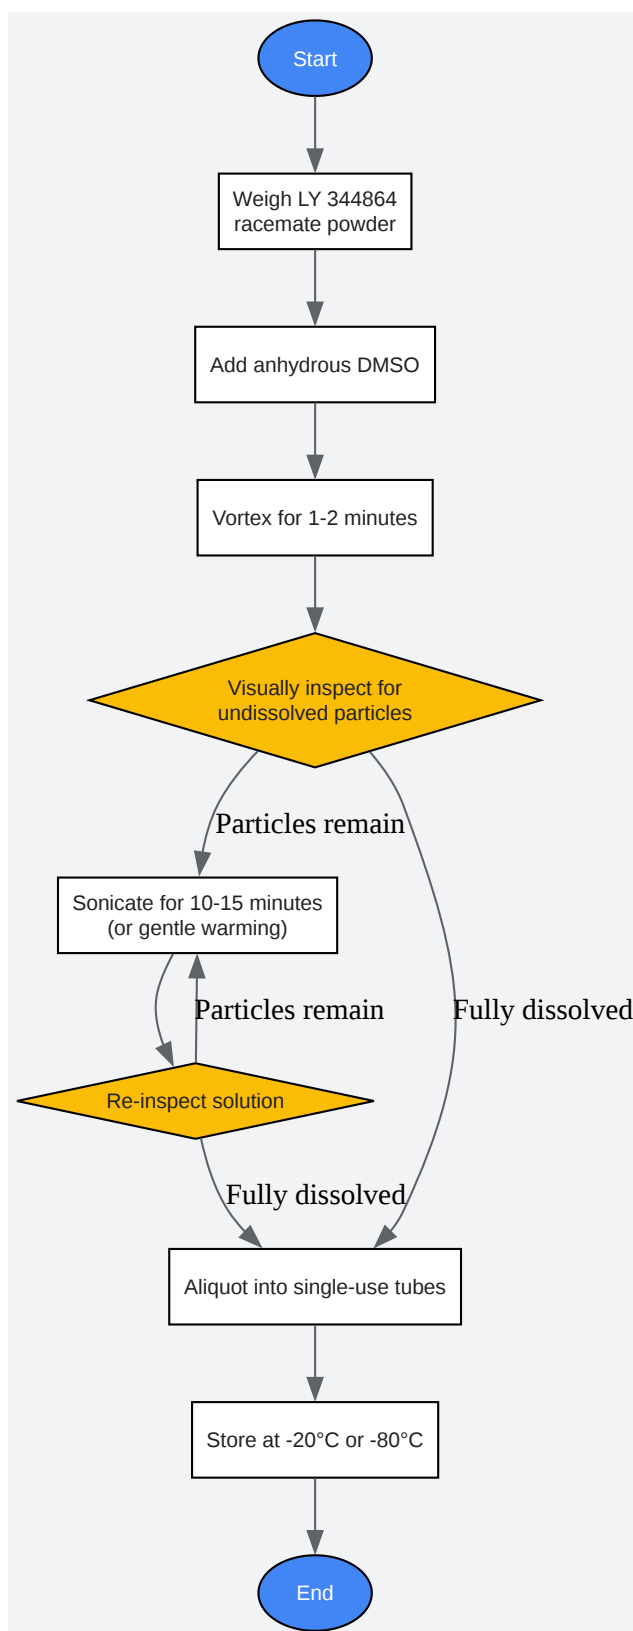 Start
Weigh LY 344864
racemate powder
Add anhydrous DMSO
Vortex for 1-2 minutes
Visually inspect for
undissolved particles
Particles remain
Sonicate for 10-15 minutes
(or gentle warming)
Particles remain
Fully dissolved
Re-inspect solution
Fully dissolved
Aliquot into single-use tubes
Store at -20°C or -80°C
End